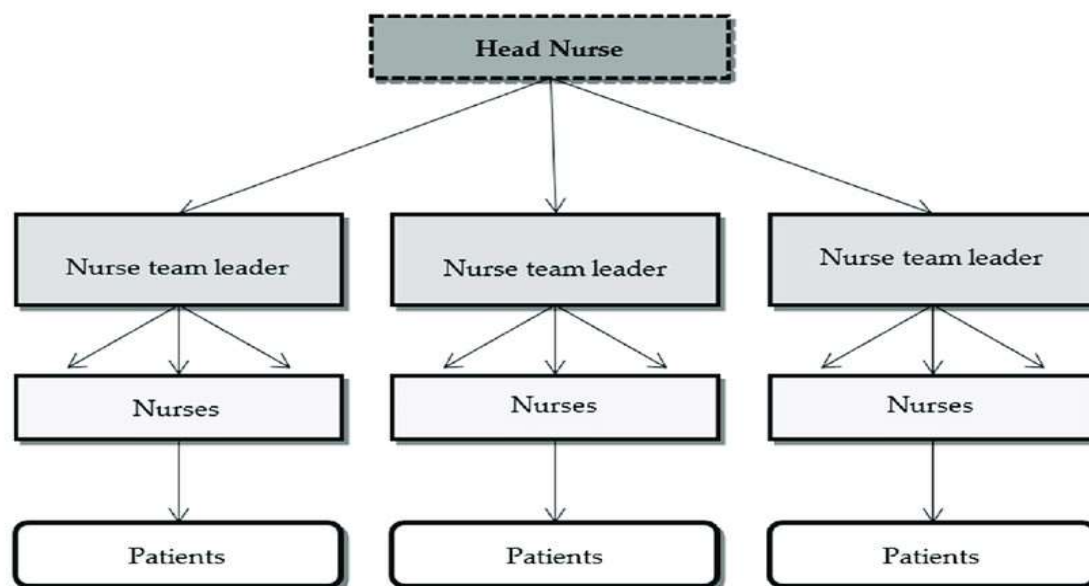 Head Nurse
Nurse team leader
Nurse team leader
Nurse team leader
Nurses
Nurses
Nurses
Patients
Patients
Patients